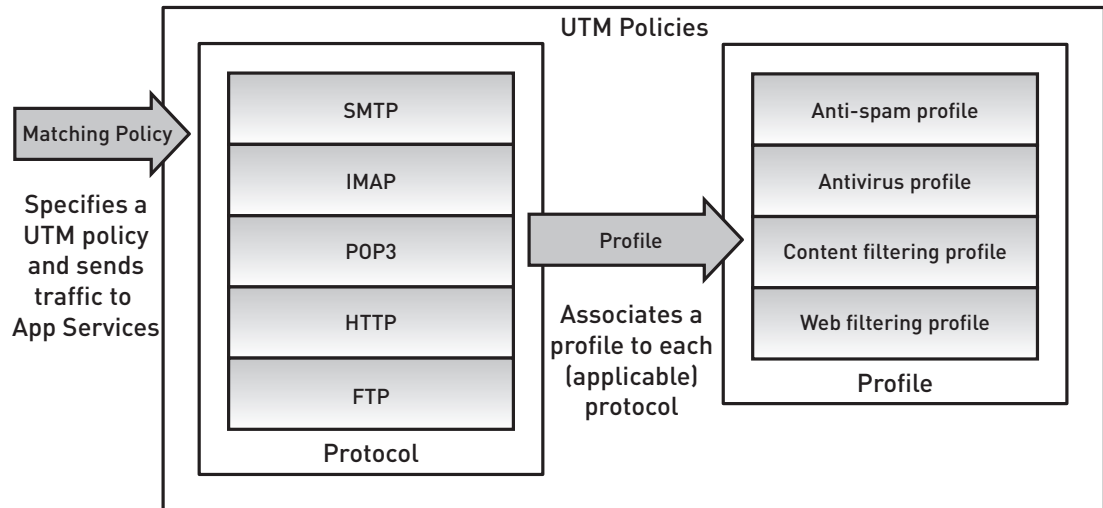 UTM Policies
Matching Policy
Specifies a
UTM policy
and sends
traffic to
App Services
SMTP
IMAP
POP3
HTTP
FTP
Protocol
Profile
Associates a
profile to each
(applicable)
protocol
Anti-spam profile
Antivirus profile
Content filtering profile
Web filtering profile
Profile